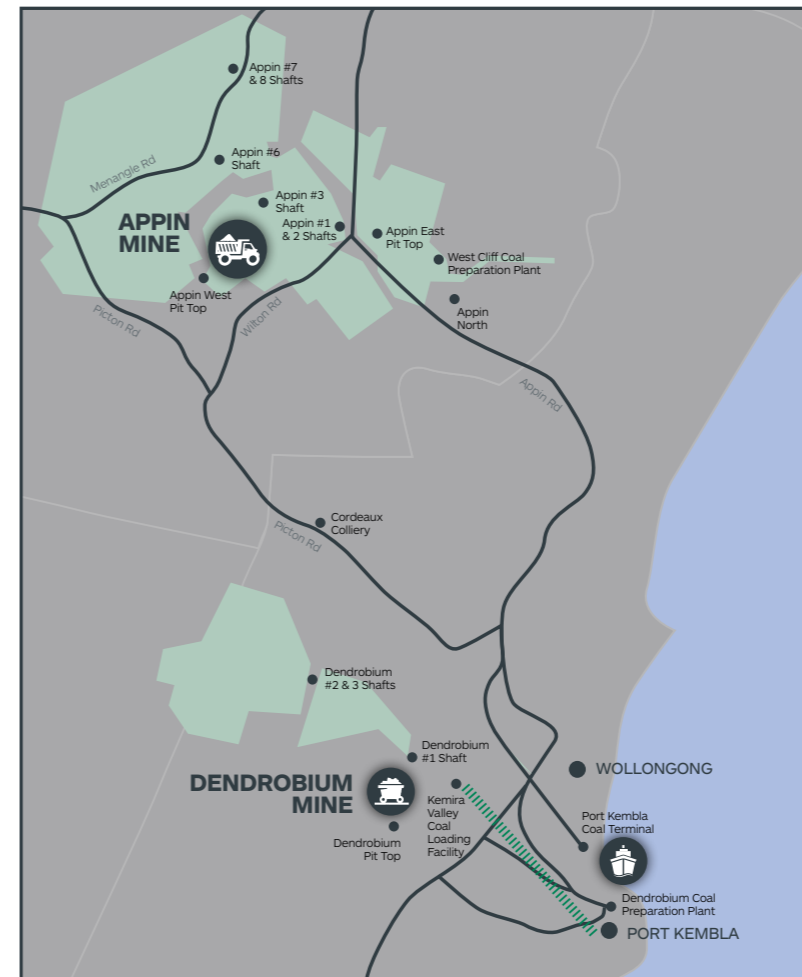 Appin #7
& 8 Shafts
Menangle Rd
Appin #6
Shaft
Appin #3
Shaft
APPIN
MINE
Appin #1
& 2 Shafts
Appin East
Pit Top
West Cliff Coal
Preparation Plant
Appin West
Pit Top
Appin
North
Picton Rd
Wilton Rd
Appin Rd
Cordeaux
Colliery
Picton Rd
Dendrobium
#2 & 3 Shafts
Dendrobium
#1 Shaft
DENDROBIUM
MINE
WOLLONGONG
Kemira
Valley
Coal
Loading
Facility
Port Kembla
Coal Terminal
Dendrobium
Pit Top
Dendrobium Coal
Preparation Plant
PORT KEMBLA